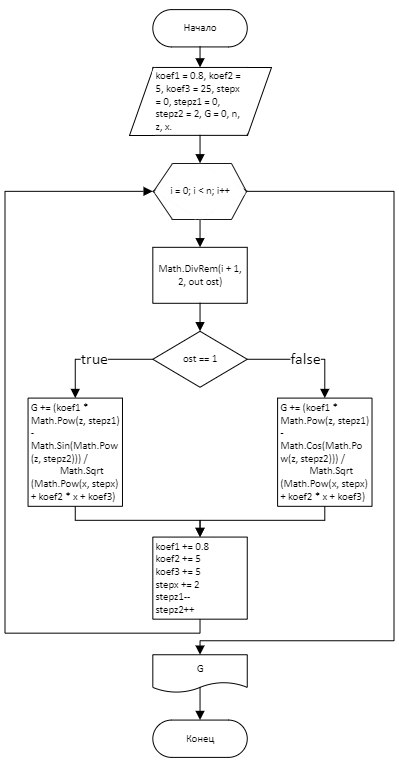 Начало
koef1 = 0.8, koef2 =
5, koef3 = 25, stepx
= 0, stepz1 = 0,
stepz2 = 2, G = 0, n,
z, x.
i = 0; i < n; i++
Math.DivRem(i + 1,
2, out ost)
ost == 1
true
false
G += (koef1 *
Math.Pow(z, stepz1)
-
Math.Sin(Math.Pow
(z, stepz2))) /
Math.Sqrt
(Math.Pow(x, stepx)
+ koef2 * x + koef3)
G += (koef1 *
Math.Pow(z, stepz1)
-
Math.Cos(Math.Po
w(z, stepz2))) /
Math.Sqrt
(Math.Pow(x, stepx)
+ koef2 * x + koef3)
koef1 += 0.8
koef2 += 5
koef3 += 5
stepx += 2
stepz1--
stepz2++
G
Конец